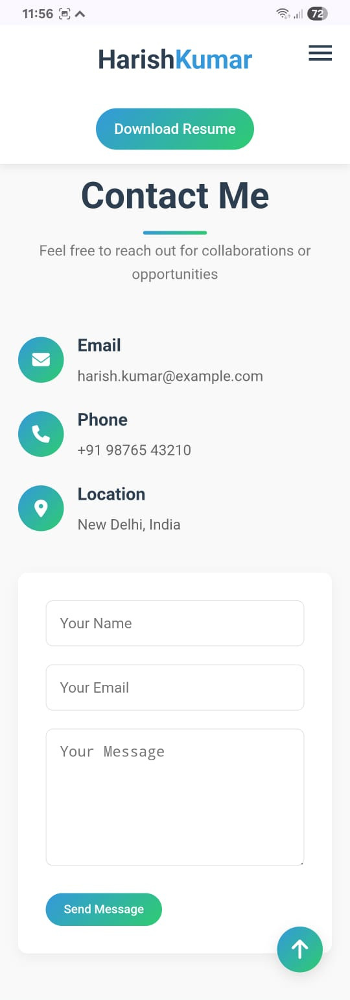 11:56
72
HarishKumar
Download Resume
Contact Me
Feel free to reach out for collaborations or
opportunities
Email
harish.kumar@example.com
Phone
+91 98765 43210
Location
New Delhi, India
Your Name
Your Email
Your Message
Send Message